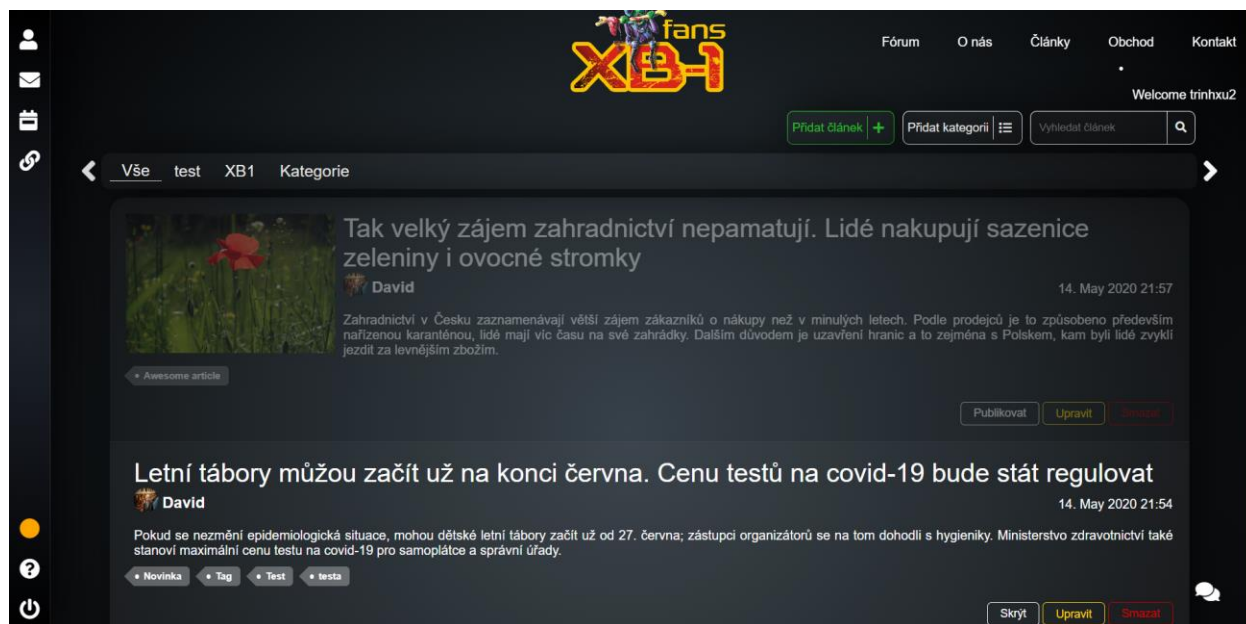 fans
XB-1
Fórum O nás Články Obchod Kontakt
Welcome trinhxu2
Přidat článek Přidat kategorii Vyhledat článek
Vše test XB1 Kategorie
Tak velký zájem zahradnictví nepamatují. Lidé nakupují sazenice
zeleniny i ovocné stromky
David
14. May 2020 21:57
Zahradnictví v Česku zaznamenávají větší zájem zákazníků o nákupy než v minulých letech. Podle prodejců je to způsobeno především
nařízenou karanténou, lidé mají víc času na své zahrádky. Dalším důvodem je uzavření hranic a to zejména s Polskem, kam byli lidé zvyklí
jezdit za levnějším zbožím.
• Awesome article
Publikovat Upravit Smazat
Letní tábory můžou začít už na konci června. Cenu testů na covid-19 bude stát regulovat
David
14. May 2020 21:54
Pokud se nezmění epidemiologická situace, mohou dětské letní tábory začít už od 27. června; zástupci organizátorů se na tom dohodli s hygieniky. Ministerstvo zdravotnictví také
stanoví maximální cenu testu na covid-19 pro samoplátce a správní úřady.
• Novinka • Tag • Test • testa
Skrýt Upravit Smazat